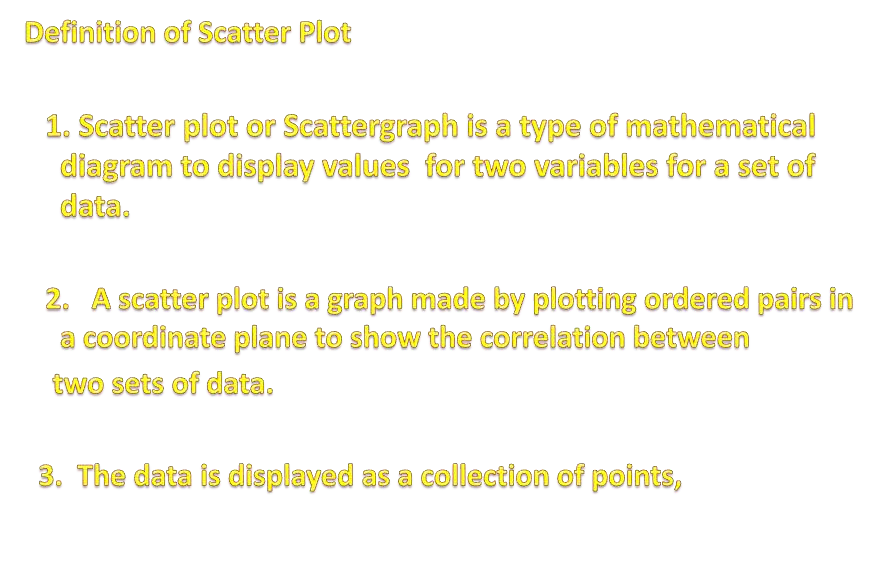 Definition of Scatter Plot
1. Scatter plot or Scattergraph is a type of mathematical
diagram to display values for two variables for a set of
data.
2. A scatter plot is a graph made by plotting ordered pairs in
a coordinate plane to show the correlation between
two sets of data.
3. The data is displayed as a collection of points,